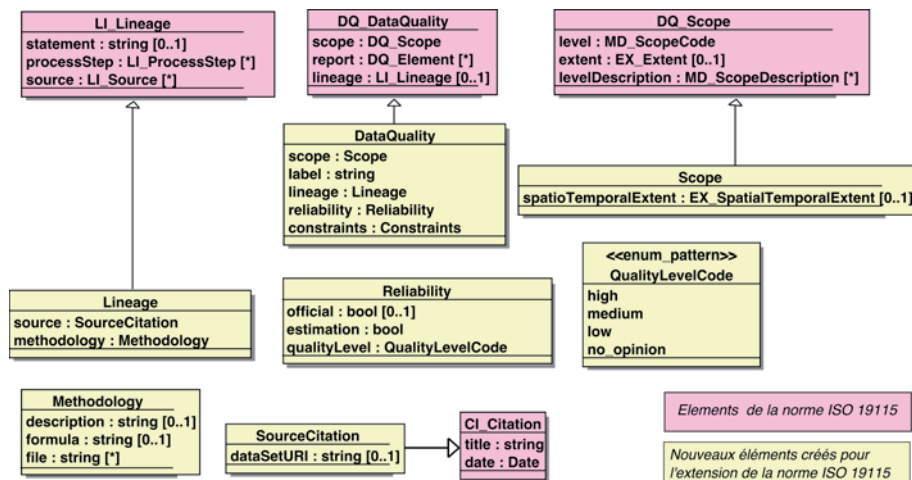 LI_Lineage
statement : string [0..1]
processStep : LI_ProcessStep [*]
source : LI_Source [*]
DQ_DataQuality
scope : DQ_Scope
report : DQ_Element [*]
lineage : LI_Lineage [0..1]
DQ_Scope
level : MD_ScopeCode
extent : EX_Extent [0..1]
levelDescription : MD_ScopeDescription [*]
DataQuality
scope : Scope
label : string
lineage : Lineage
reliability : Reliability
constraints : Constraints
Scope
spatioTemporalExtent : EX_SpatialTemporalExtent [0..1]
Lineage
source : SourceCitation
methodology : Methodology
Reliability
official : bool [0..1]
estimation : bool
qualityLevel : QualityLevelCode
<<enum_pattern>>
QualityLevelCode
high
medium
low
no_opinion
Methodology
description : string [0..1]
formula : string [0..1]
file : string [*]
SourceCitation
dataSetURI : string [0..1]
CI_Citation
title : string
date : Date
Elements de la norme ISO 19115
Nouveaux éléments créés pour
l'extension de la norme ISO 19115